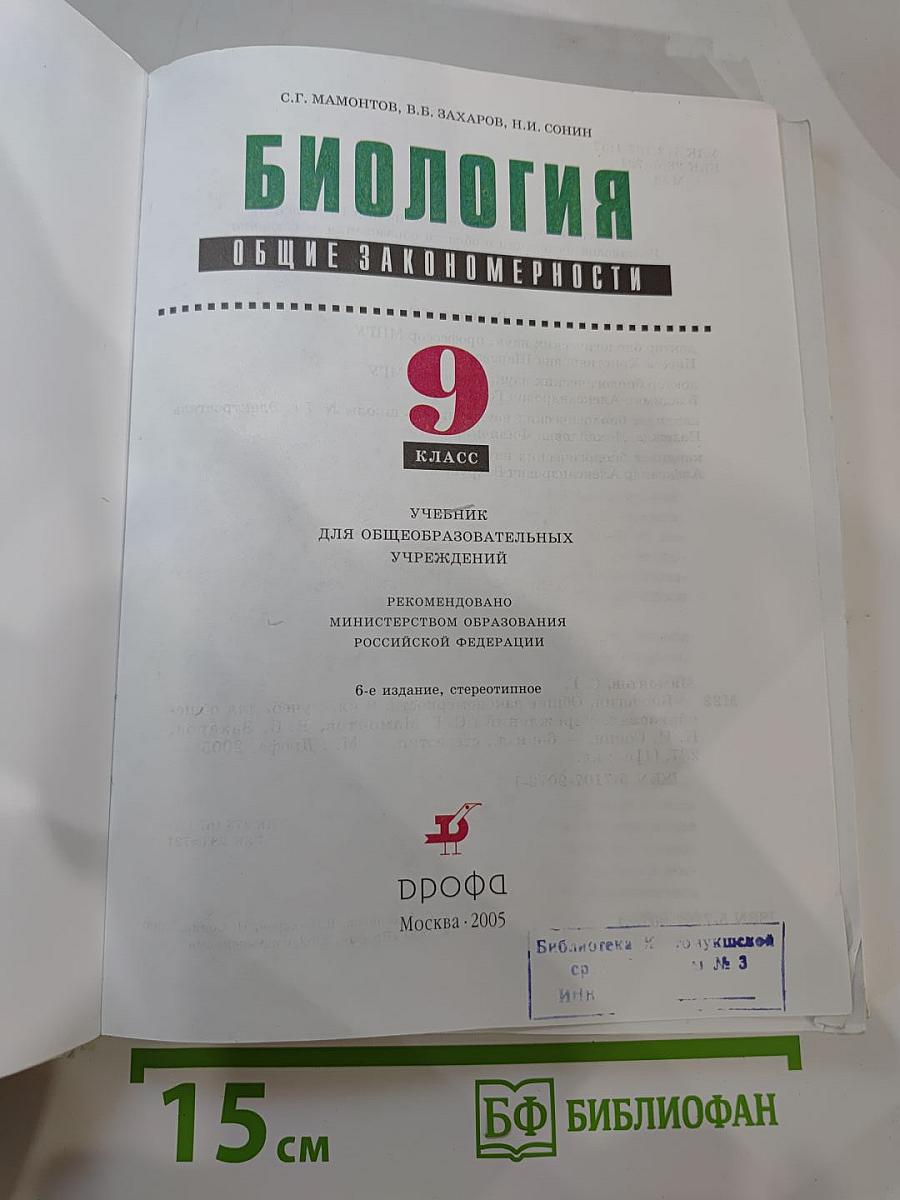 С.Г. МАМОНТОВ, В.Б. ЗАХАРОВ, Н.И. СОНИН
БИОЛОГИЯ
ОБЩИЕ ЗАКОНОМЕРНОСТИ
9
КЛАСС
УЧЕБНИК
ДЛЯ ОБЩЕОБРАЗОВАТЕЛЬНЫХ
УЧРЕЖДЕНИЙ
РЕКОМЕНДОВАНО
МИНИСТЕРСТВОМ ОБРАЗОВАНИЯ
РОССИЙСКОЙ ФЕДЕРАЦИИ
6-е издание, стереотипное
дрофа
Москва · 2005
Библиотека
№ 3
15 см
БФ БИБЛИОФАН